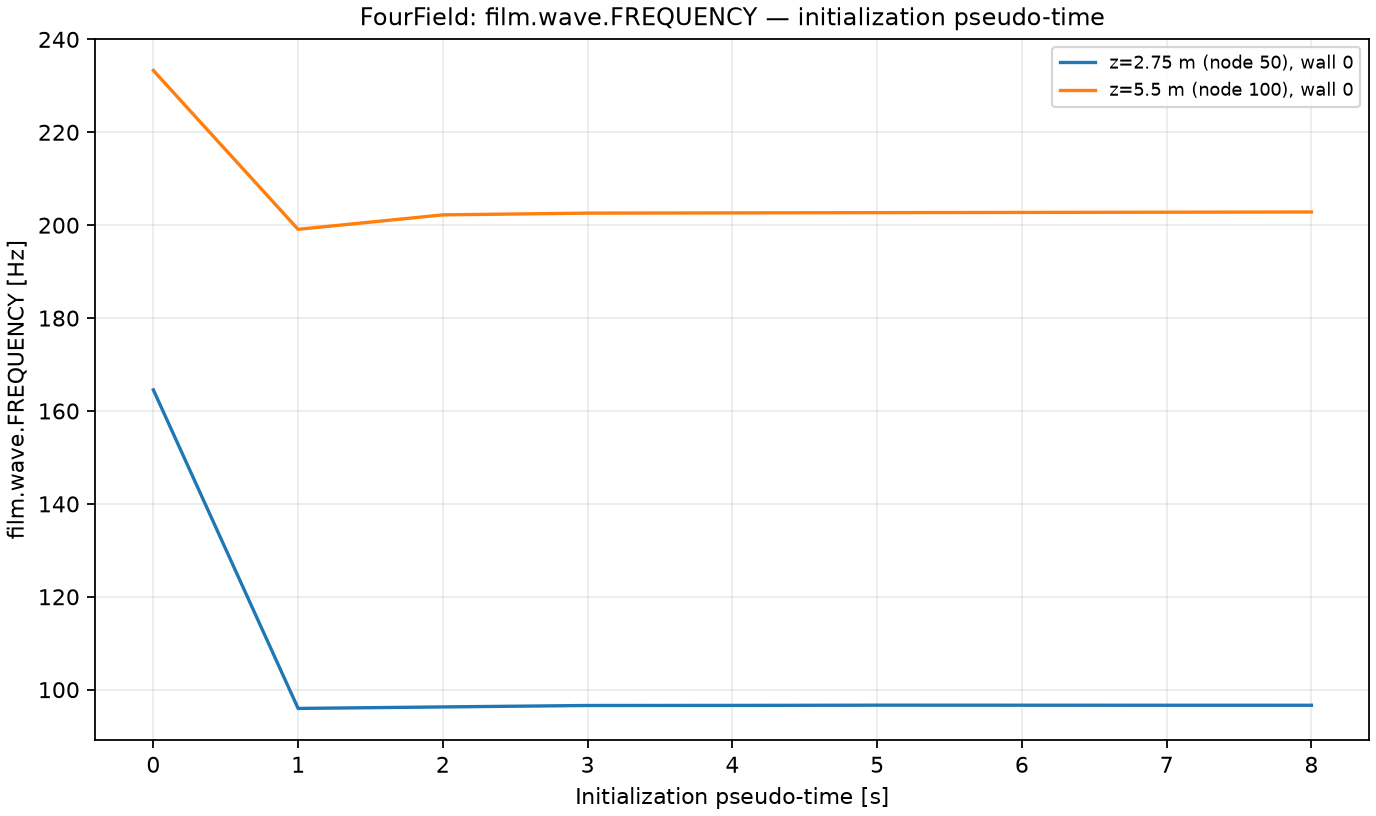 FourField: film.wave.FREQUENCY — initialization pseudo-time
film.wave.FREQUENCY [Hz]
240
220
200
180
160
140
120
100
z=2.75 m (node 50), wall 0
z=5.5 m (node 100), wall 0
0 1 2 3 4 5 6 7 8
Initialization pseudo-time [s]